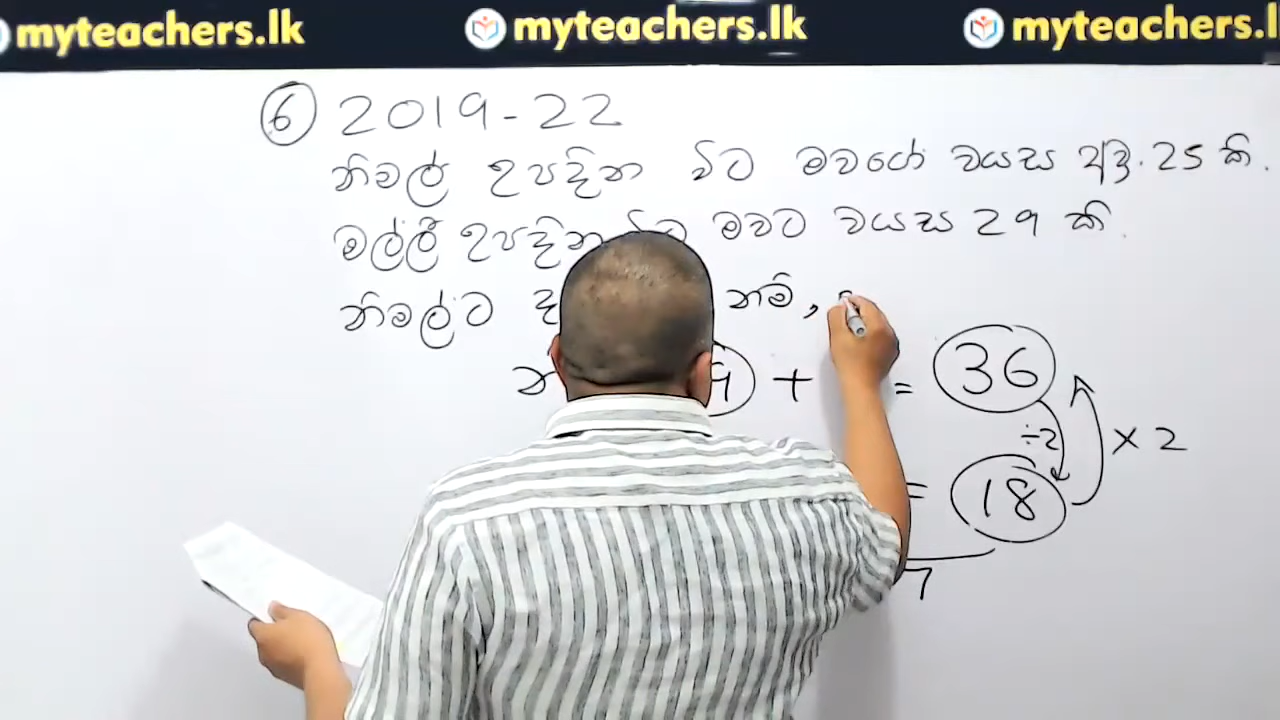 myteachers.lk myteachers.lk myteachers.l
6 2019-22
නිමල් උපදින විට මවගේ වයස අවු. 25 කි.
මල්ලී උපදින විට මවට වයස 29 කි.
නිමල්ට නම්,
9 + = 36
÷2 × 2
= 18
7